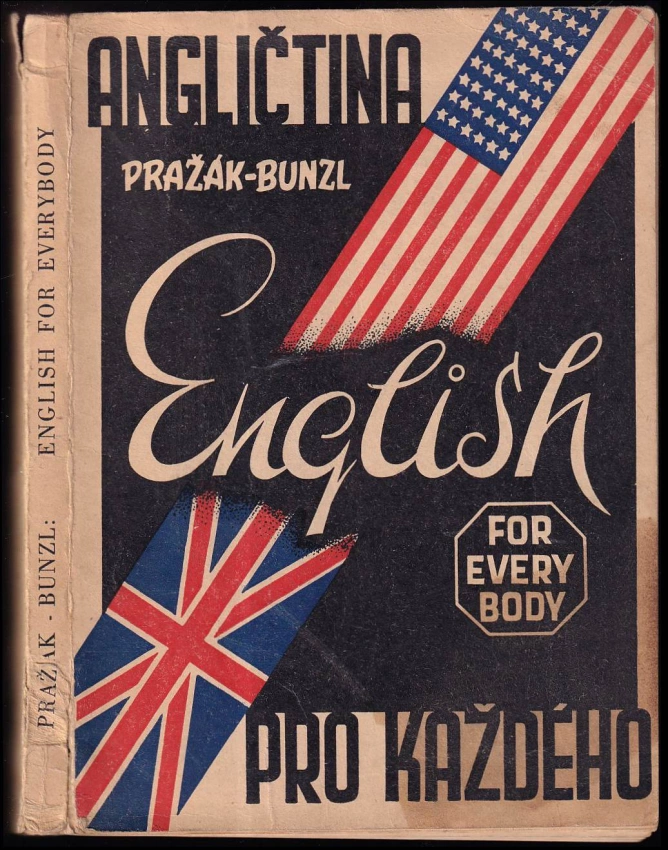 ANGLIČTINA
PRAŽÁK-BUNZL
English
FOR
EVERY
BODY
PRO KAŽDÉHO
PRAŽÁK - BUNZL: ENGLISH FOR EVERYBODY